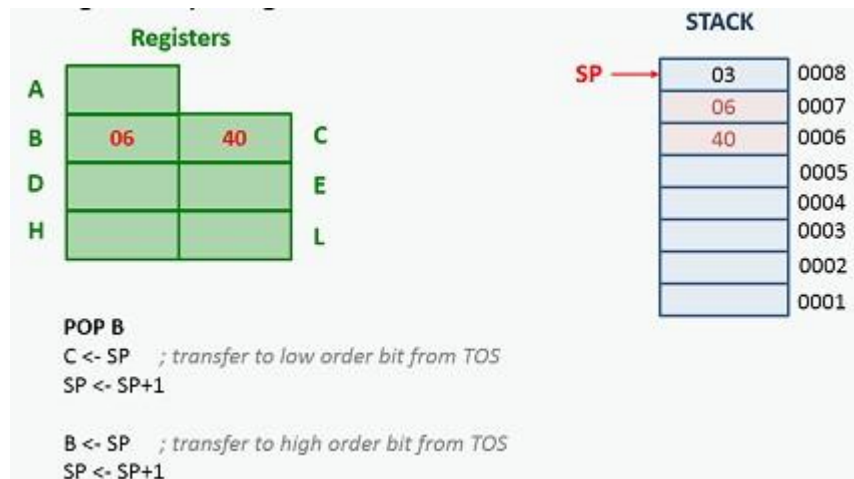 Registers
STACK
A
B 06 40 C
D E
H L
SP
03 0008
06 0007
40 0006
0005
0004
0003
0002
0001
POP B
C <- SP ; transfer to low order bit from TOS
SP <- SP+1
B <- SP ; transfer to high order bit from TOS
SP <- SP+1